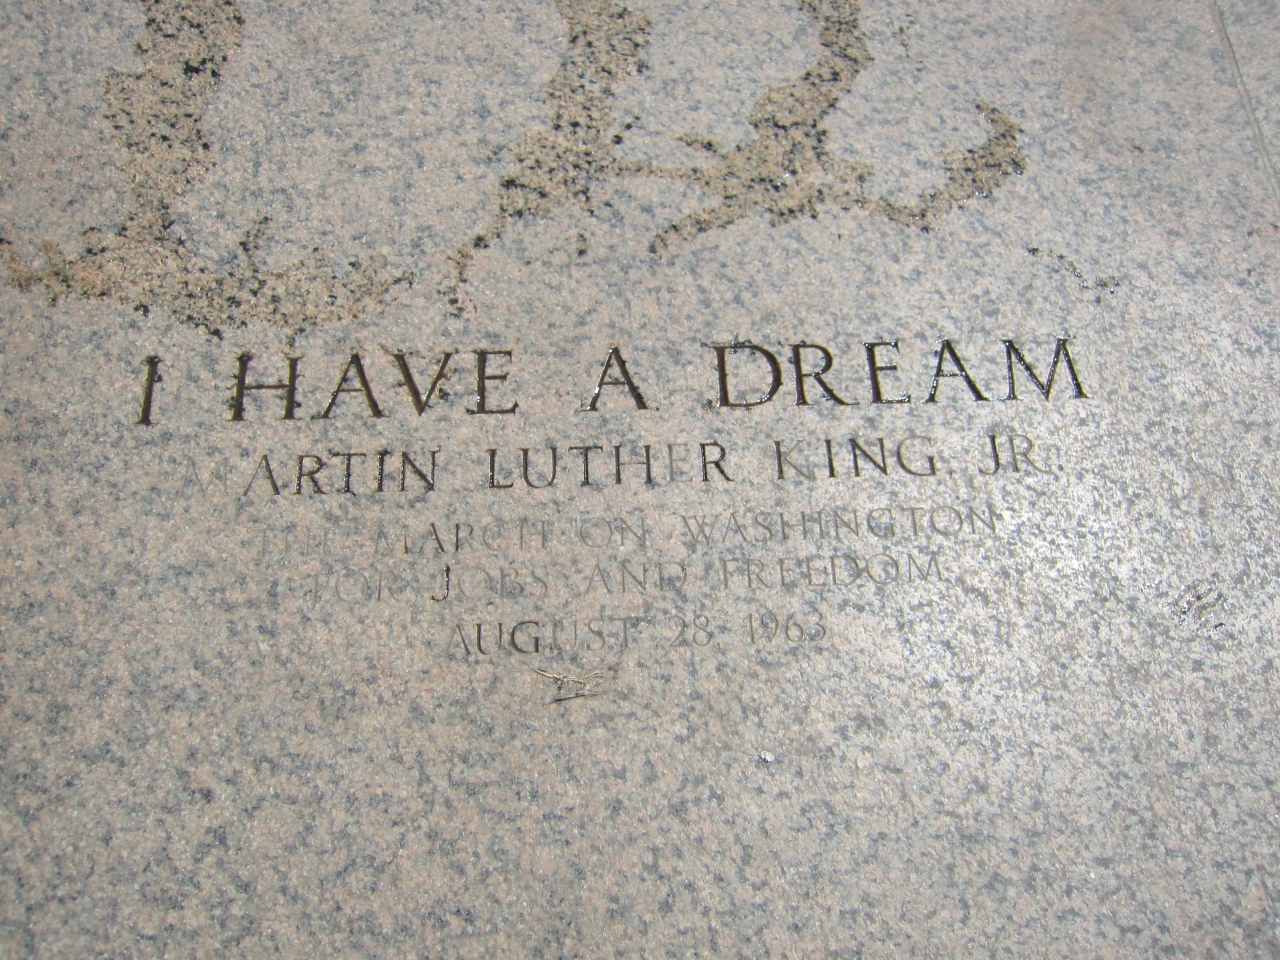 I HAVE A DREAM
MARTIN LUTHER KING, JR.
THE MARCH ON WASHINGTON
FOR JOBS AND FREEDOM
AUGUST 28 1963